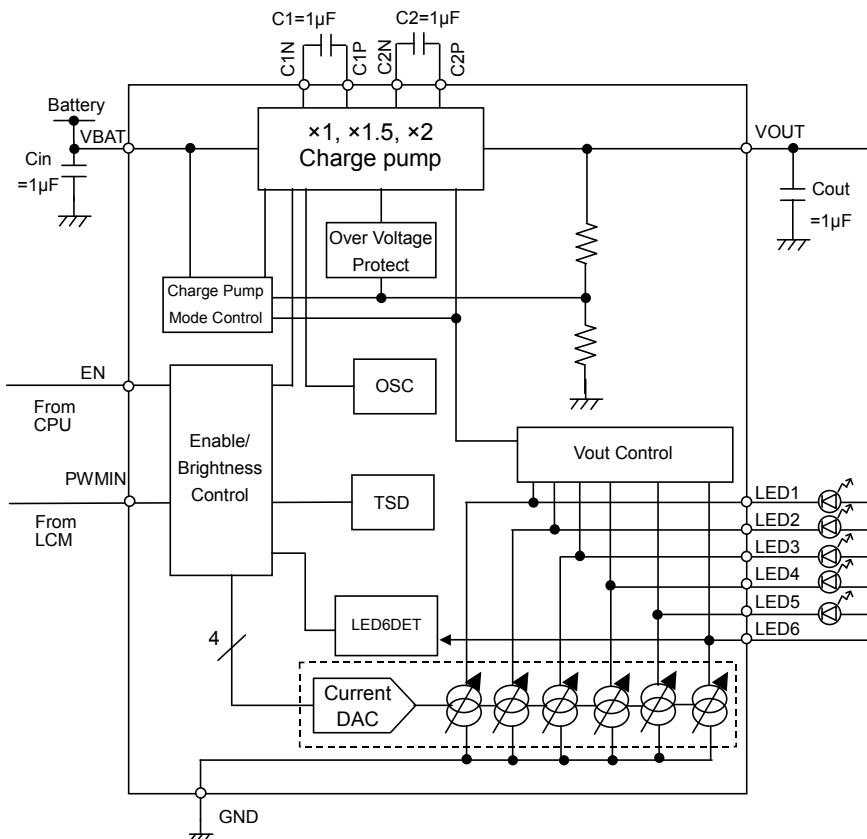 C1=1µF
C2=1µF
C1N
C1P
C2N
C2P
Battery
VBAT
Cin
=1µF
×1, ×1.5, ×2
Charge pump
VOUT
Cout
=1µF
Over Voltage
Protect
Charge Pump
Mode Control
EN
From
CPU
OSC
Enable/
Brightness
Control
Vout Control
PWMIN
From
LCM
TSD
LED1
LED2
LED3
LED4
LED5
LED6
LED6DET
4
Current
DAC
GND